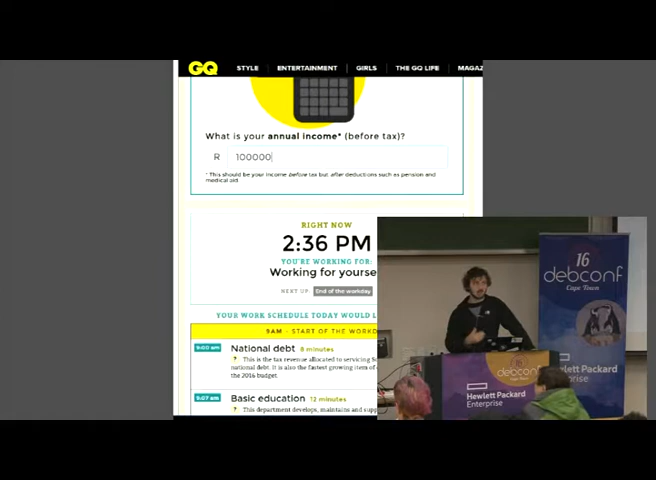 GQ STYLE ENTERTAINMENT GIRLS THE GQ LIFE MAGAZ
What is your annual income* (before tax)?
R 100000
* This should be your income before tax but after deductions such as pension and
medical aid
RIGHT NOW
2:36 PM
YOU'RE WORKING FOR:
Working for yourse
NEXT UP End of the workday
YOUR WORK SCHEDULE TODAY WOULD L
9AM - START OF THE WORKD
9:00 am National debt 8 minutes
? This is the tax revenue allocated to servicing S
national debt. It is also the fastest growing item o
the 2016 budget.
9:07 am Basic education 12 minutes
? This department develops, maintains and supp
16
debconf
Cape Town
Hewlett Packard
Enterprise
16
debconf
Cape Town
Hewlett Packard
Enterprise